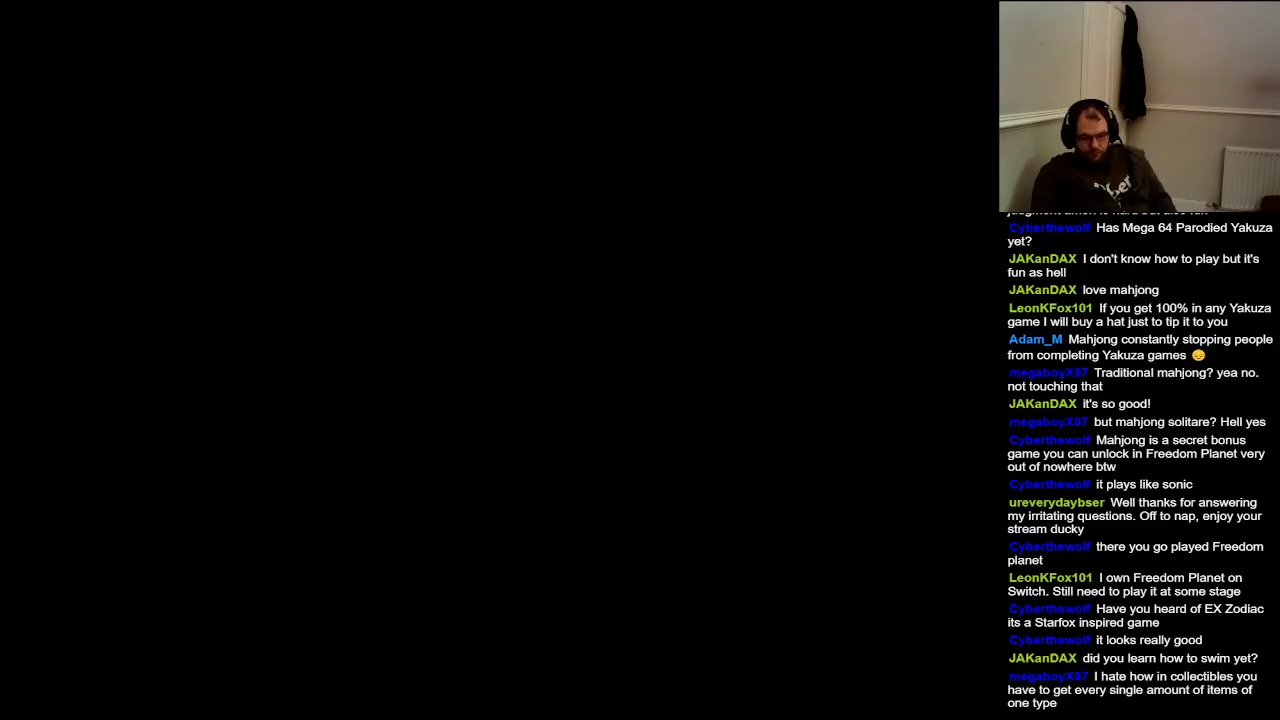 Cyberthewolf Has Mega 64 Parodied Yakuza
yet?
JAKanDAX I don't know how to play but it's
fun as hell
JAKanDAX love mahjong
LeonKFox101 If you get 100% in any Yakuza
game I will buy a hat just to tip it to you
Adam_M Mahjong constantly stopping people
from completing Yakuza games 😔
megaboyX97 Traditional mahjong? yea no.
not touching that
JAKanDAX it's so good!
megaboyX97 but mahjong solitare? Hell yes
Cyberthewolf Mahjong is a secret bonus
game you can unlock in Freedom Planet very
out of nowhere btw
Cyberthewolf it plays like sonic
ureverydaybser Well thanks for answering
my irritating questions. Off to nap, enjoy your
stream ducky
Cyberthewolf there you go played Freedom
planet
LeonKFox101 I own Freedom Planet on
Switch. Still need to play it at some stage
Cyberthewolf Have you heard of EX Zodiac
its a Starfox inspired game
Cyberthewolf it looks really good
JAKanDAX did you learn how to swim yet?
megaboyX97 I hate how in collectibles you
have to get every single amount of items of
one type